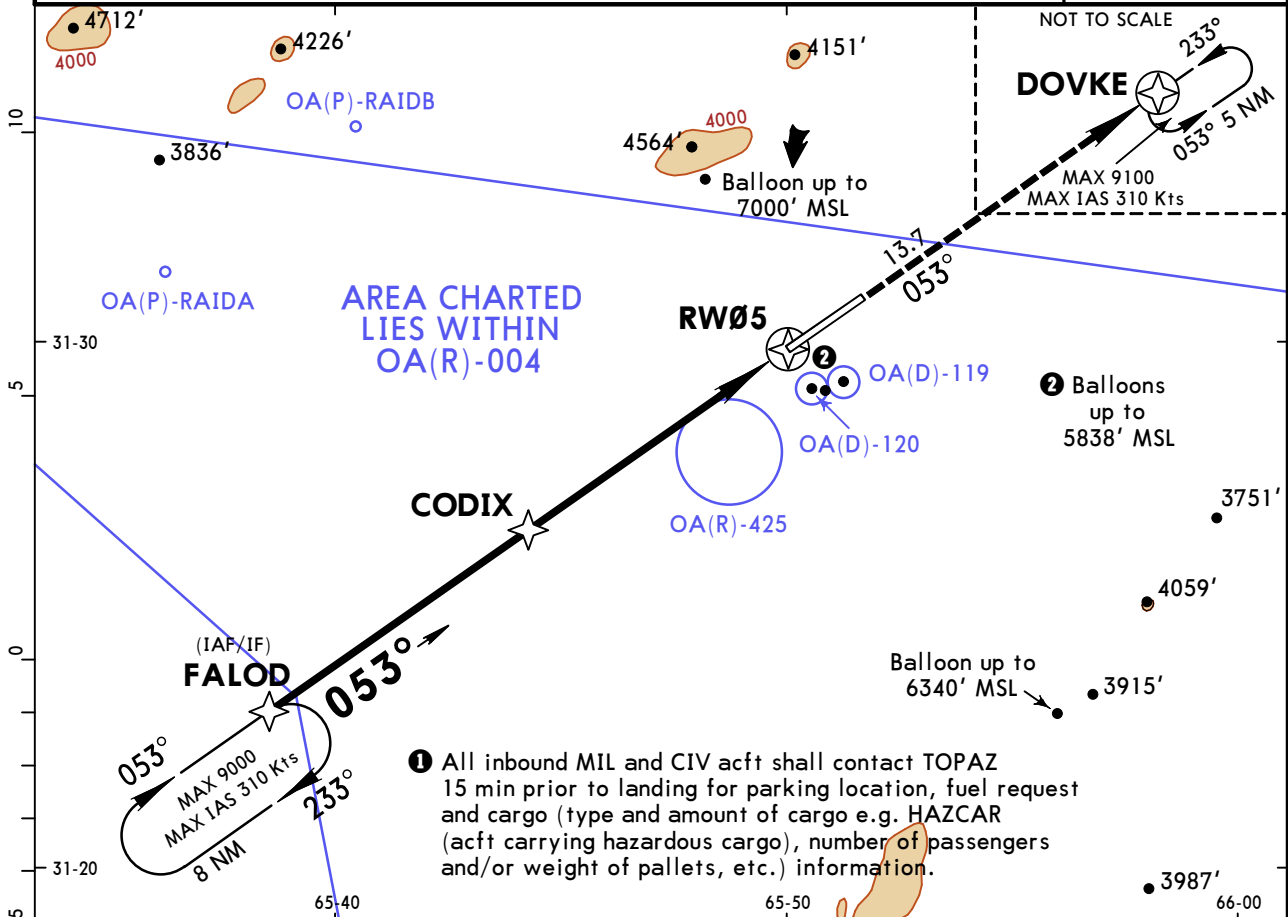 4712'
4000
4226'
4151'
NOT TO SCALE
233°
DOVKE
053° 5 NM
MAX 9100
MAX IAS 310 Kts
OA(P)-RAIDB
10
3836'
4000
4564'
Balloon up to
7000' MSL
13.7
053°
OA(P)-RAIDA
AREA CHARTED
LIES WITHIN
OA(R)-004
RWØ5
31-30
2
OA(D)-119
5
2 Balloons
up to
5838' MSL
OA(D)-120
CODIX
OA(R)-425
3751'
4059'
(IAF/IF)
FALOD
053°
0
Balloon up to
6340' MSL
3915'
053°
MAX 9000
MAX IAS 310 Kts
233°
8 NM
1 All inbound MIL and CIV acft shall contact TOPAZ
15 min prior to landing for parking location, fuel request
and cargo (type and amount of cargo e.g. HAZCAR
(acft carrying hazardous cargo), number of passengers
and/or weight of pallets, etc.) information.
31-20
3987'
5
65-40
65-50
66-00